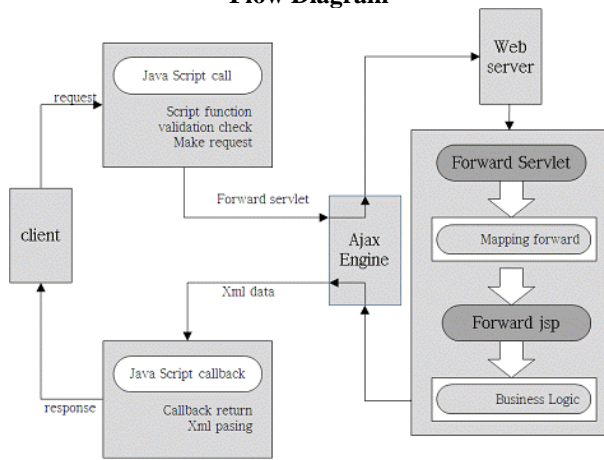 Flow Diagram
Java Script call
Script function
validation check
Make request
request
Web
server
Forward Servlet
Mapping forward
Forward jsp
Business Logic
Forward servlet
Ajax
Engine
client
Xml data
Java Script callback
Callback return
Xml pasing
response